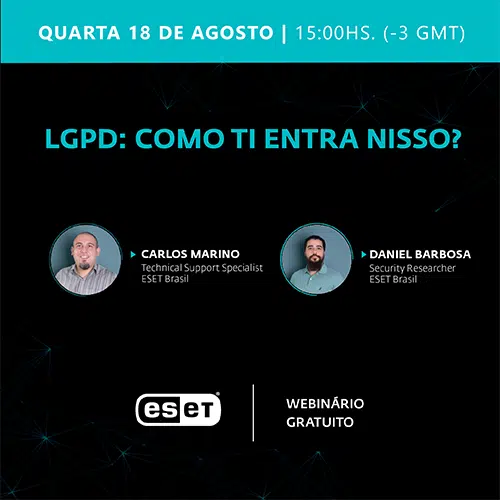 QUARTA 18 DE AGOSTO | 15:00HS. (-3 GMT)
LGPD: COMO TI ENTRA NISSO?
CARLOS MARINO
Technical Support Specialist
ESET Brasil
DANIEL BARBOSA
Security Researcher
ESET Brasil
eseT®
WEBINÁRIO
GRATUITO